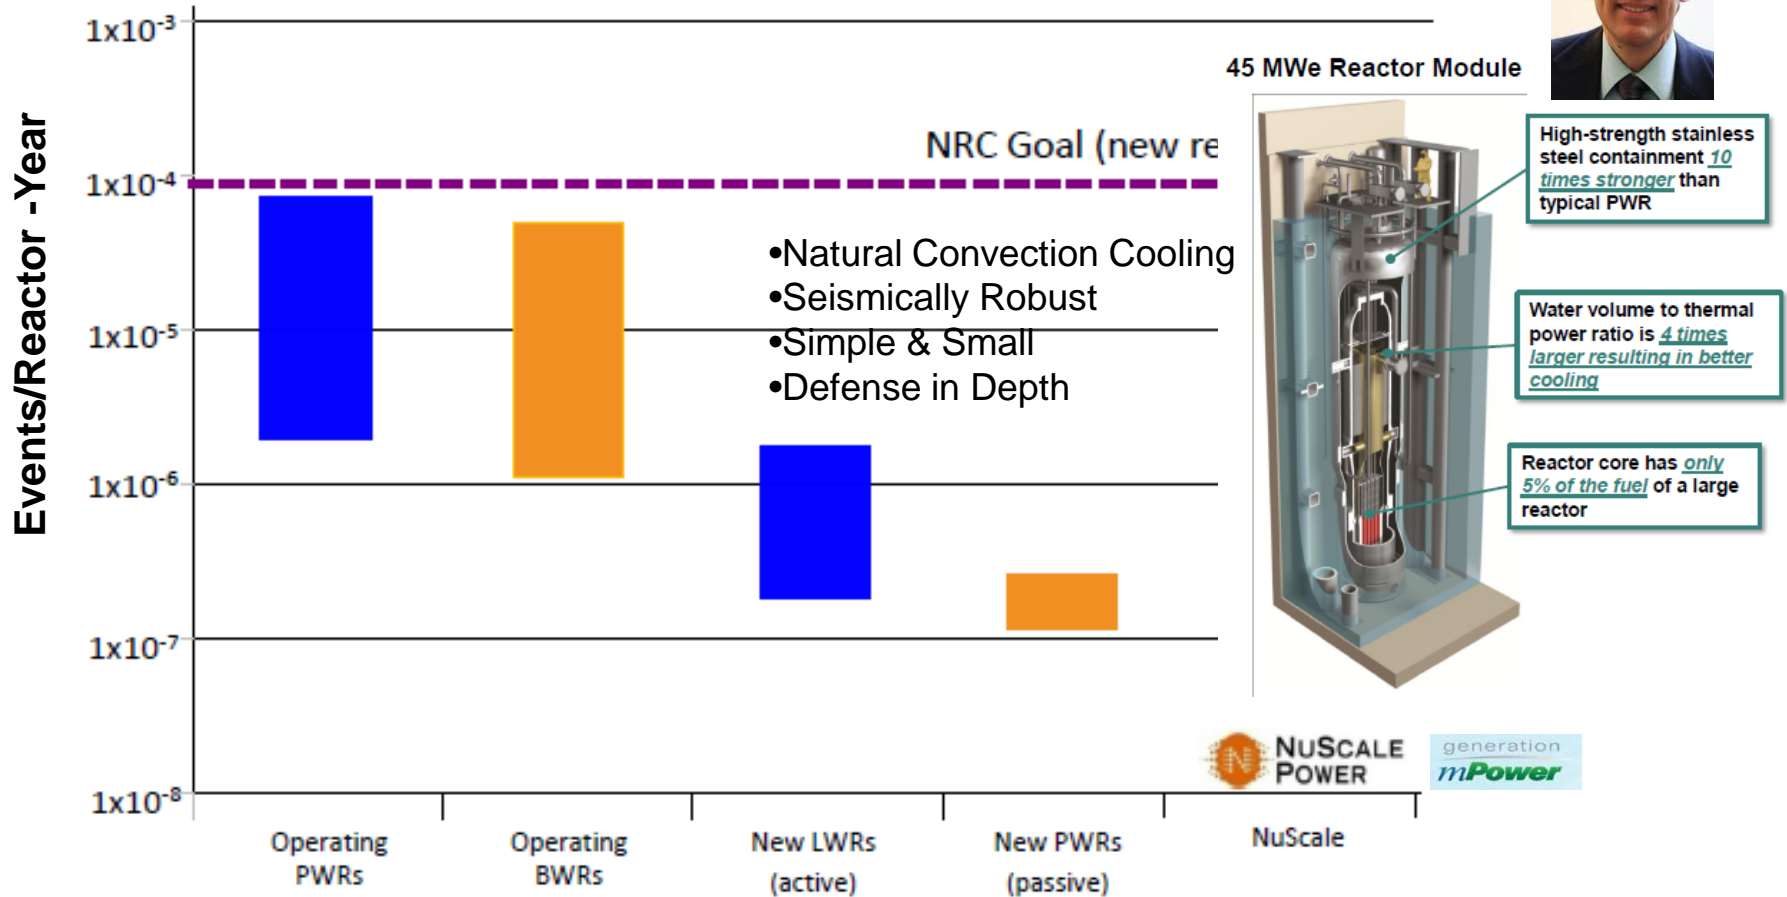 1x10-3
45 MWe Reactor Module
NRC Goal (new re
1x10-4
High-strength stainless
steel containment 10
times stronger than
typical PWR
Events/Reactor -Year
•Natural Convection Cooling
•Seismically Robust
•Simple & Small
•Defense in Depth
1x10-5
Water volume to thermal
power ratio is 4 times
larger resulting in better
cooling
1x10-6
Reactor core has only
5% of the fuel of a large
reactor
1x10-7
NUSCALE
POWER
generation
mPower
1x10-8
Operating
PWRs
Operating
BWRs
New LWRs
(active)
New PWRs
(passive)
NuScale